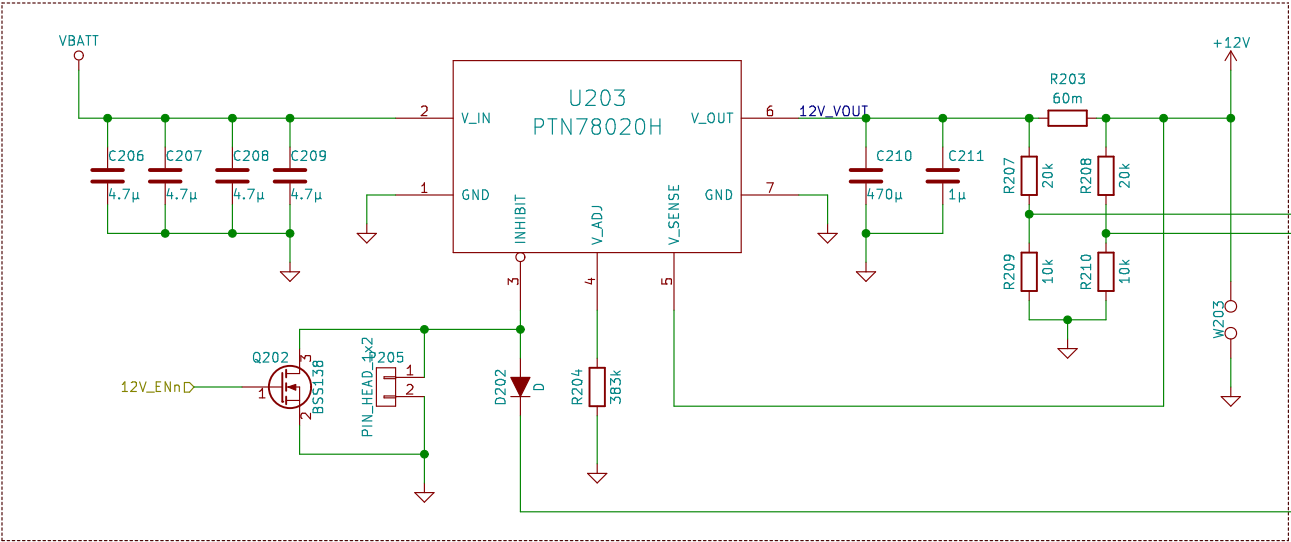 VBATT
+12V
R203
60m
U203
PTN78020H
2
V_IN
V_OUT
6
12V_VOUT
C206
4.7µ
C207
4.7µ
C208
4.7µ
C209
4.7µ
1
GND
GND
7
C210
470µ
C211
1µ
R207
20k
R208
20k
INHIBIT
V_ADJ
V_SENSE
3
4
5
R209
10k
R210
10k
W203
Q202
3
BSS138
1
2
12V_ENn
P205
PIN_HEAD_1x2
1
2
D202
D
R204
383k